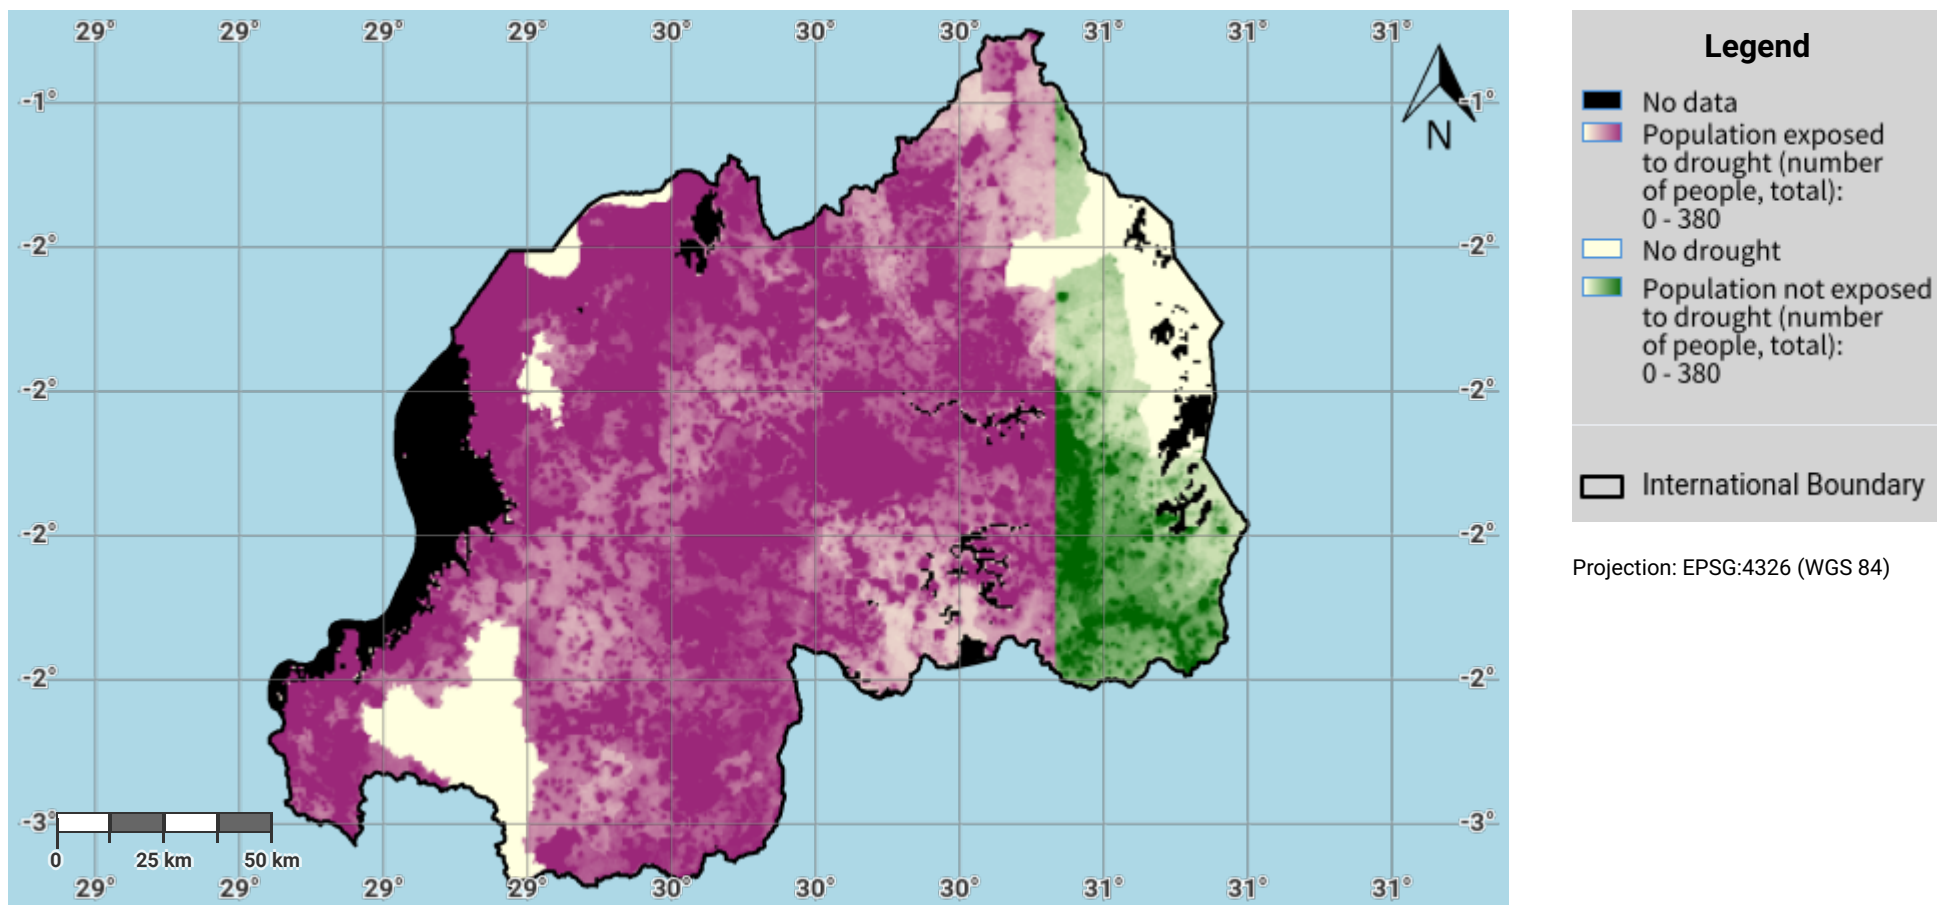 29° 29° 29° 29° 30° 30° 30° 31° 31° 31°
-1° -1°
N
-2° -2°
-2° -2°
-2° -2°
-2° -2°
-3° -3°
0 25 km 50 km
29° 29° 29° 29° 30° 30° 30° 31° 31° 31°
Legend
No data
Population exposed
to drought (number
of people, total):
0 - 380
No drought
Population not exposed
to drought (number
of people, total):
0 - 380
International Boundary
Projection: EPSG:4326 (WGS 84)